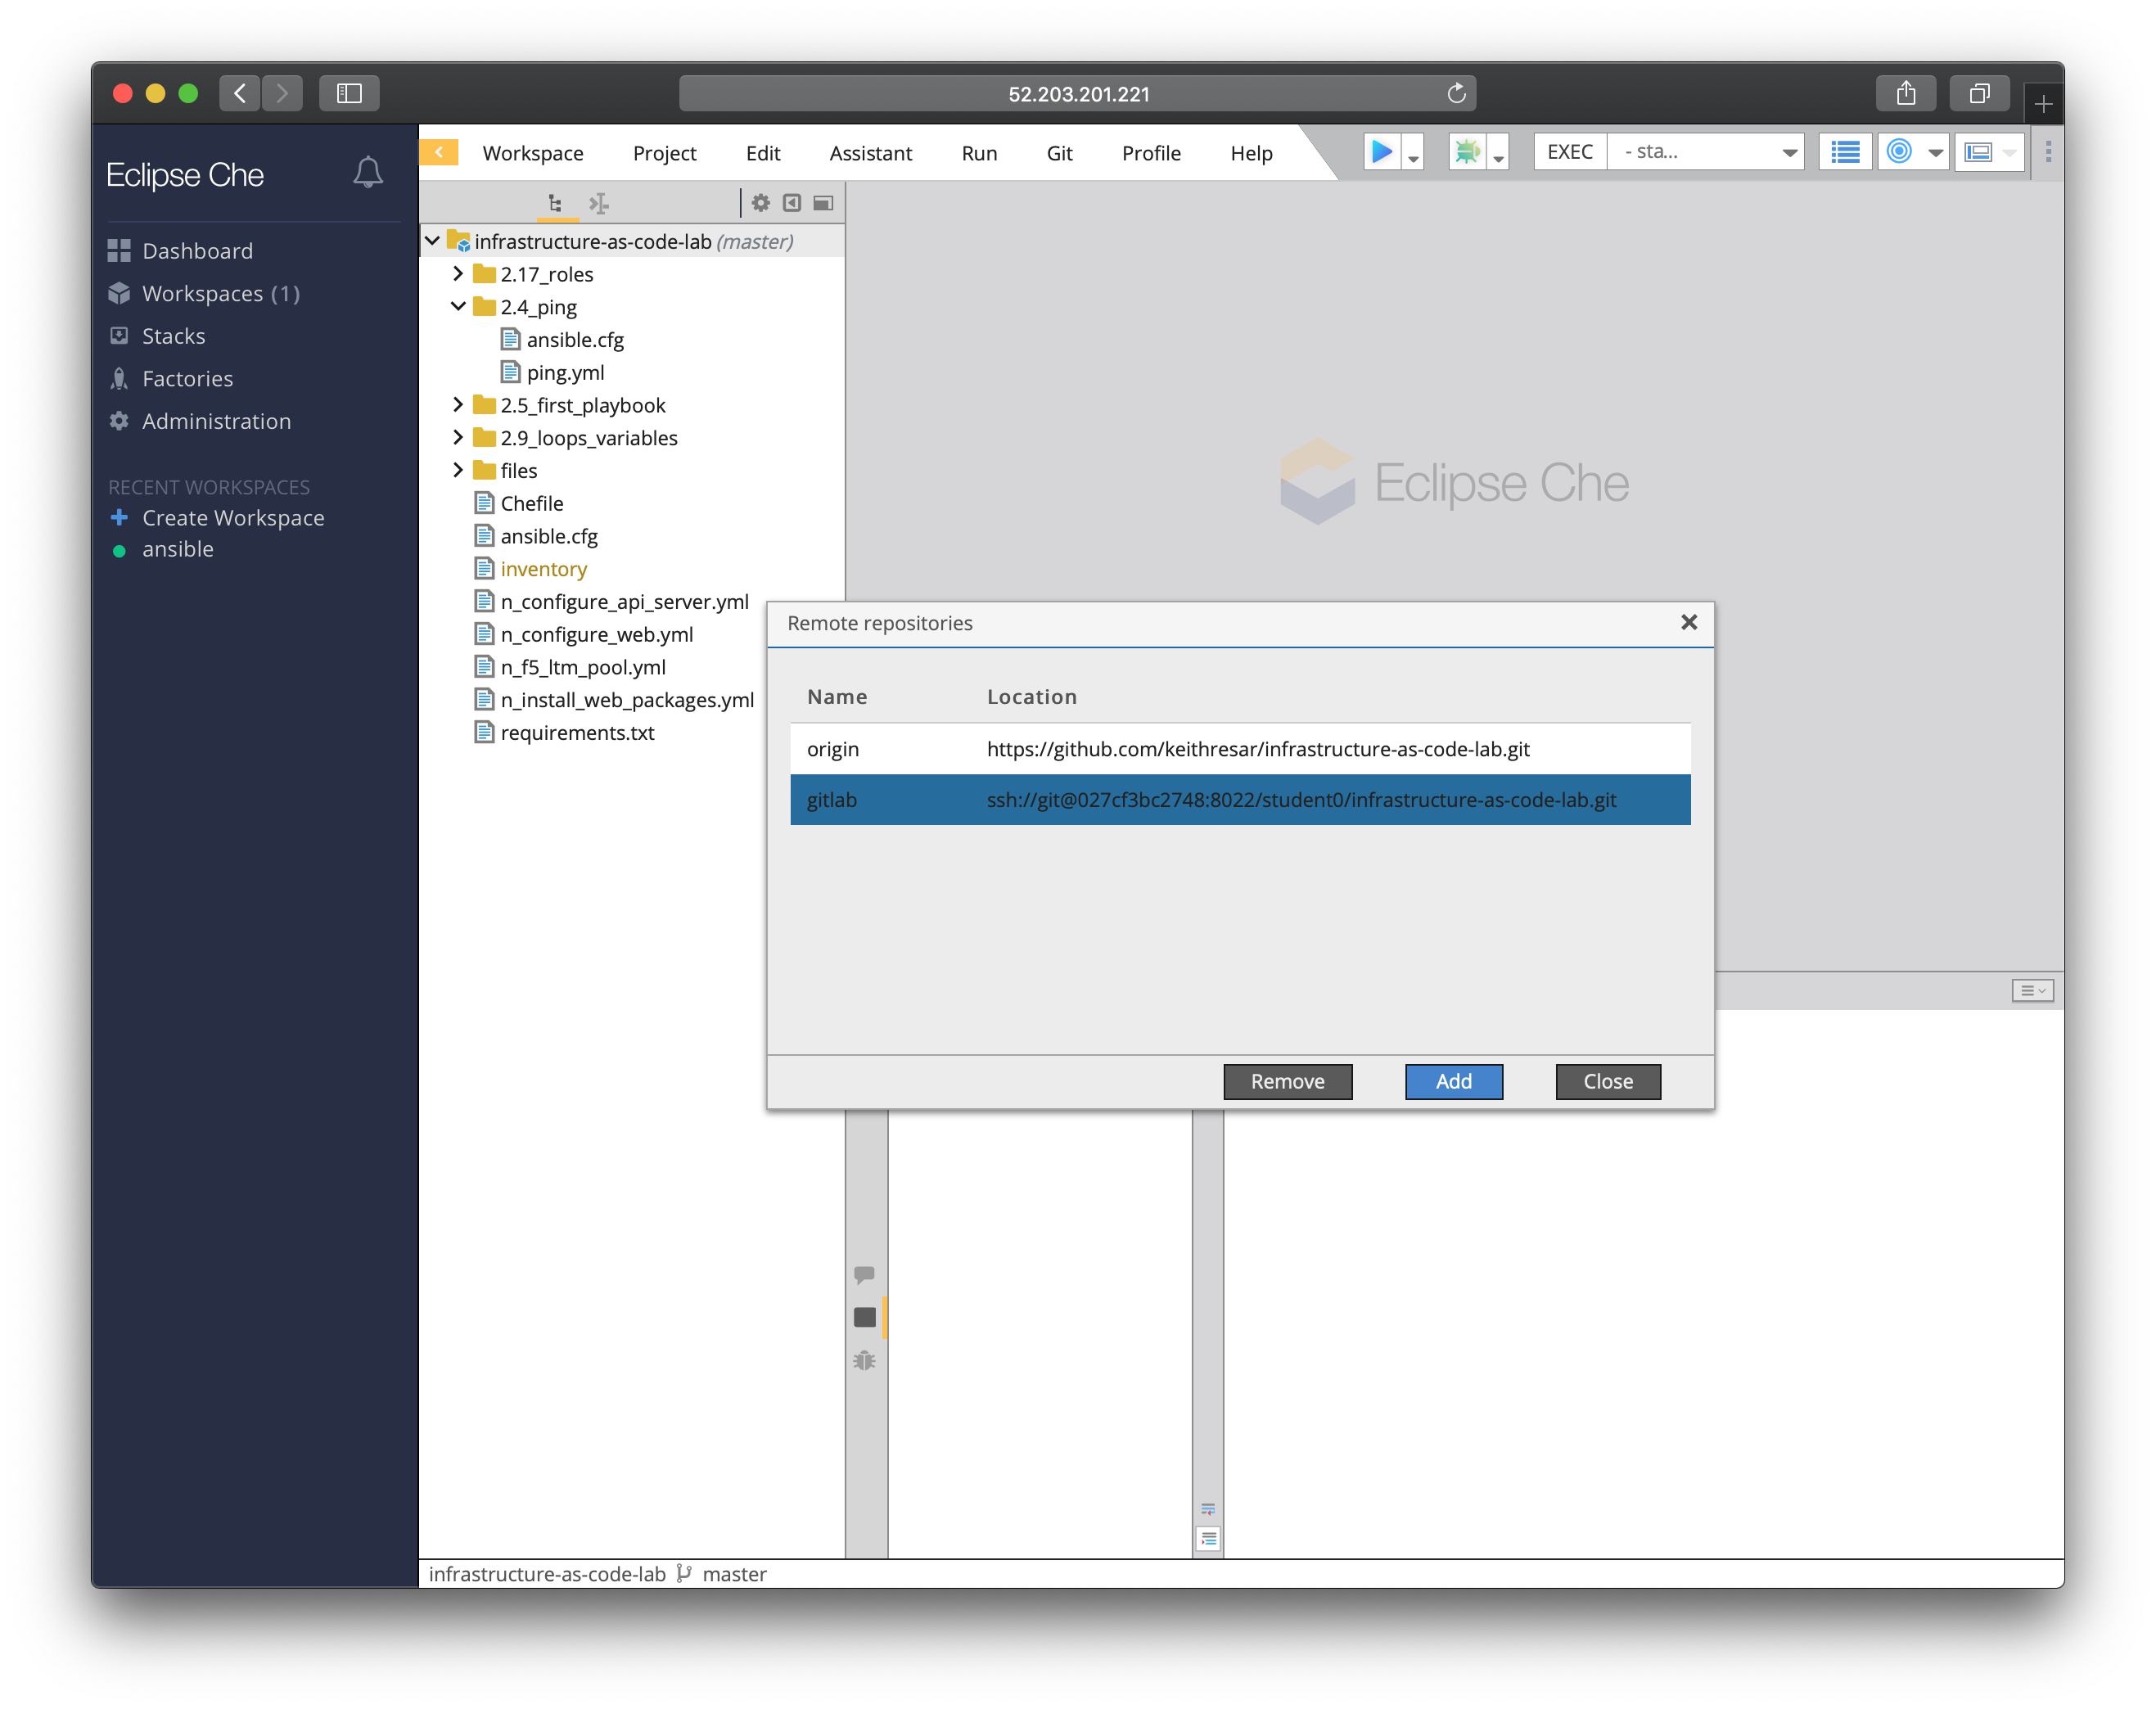 52.203.201.221
Eclipse Che
Dashboard
Workspaces (1)
Stacks
Factories
Administration
RECENT WORKSPACES
Create Workspace
ansible
Workspace Project Edit Assistant Run Git Profile Help
EXEC - sta...
infrastructure-as-code-lab (master)
2.17_roles
2.4_ping
ansible.cfg
ping.yml
2.5_first_playbook
2.9_loops_variables
files
Chefile
ansible.cfg
inventory
n_configure_api_server.yml
n_configure_web.yml
n_f5_ltm_pool.yml
n_install_web_packages.yml
requirements.txt
Eclipse Che
Remote repositories
Name Location
origin https://github.com/keithresar/infrastructure-as-code-lab.git
gitlab ssh://git@027cf3bc2748:8022/student0/infrastructure-as-code-lab.git
Remove Add Close
infrastructure-as-code-lab master